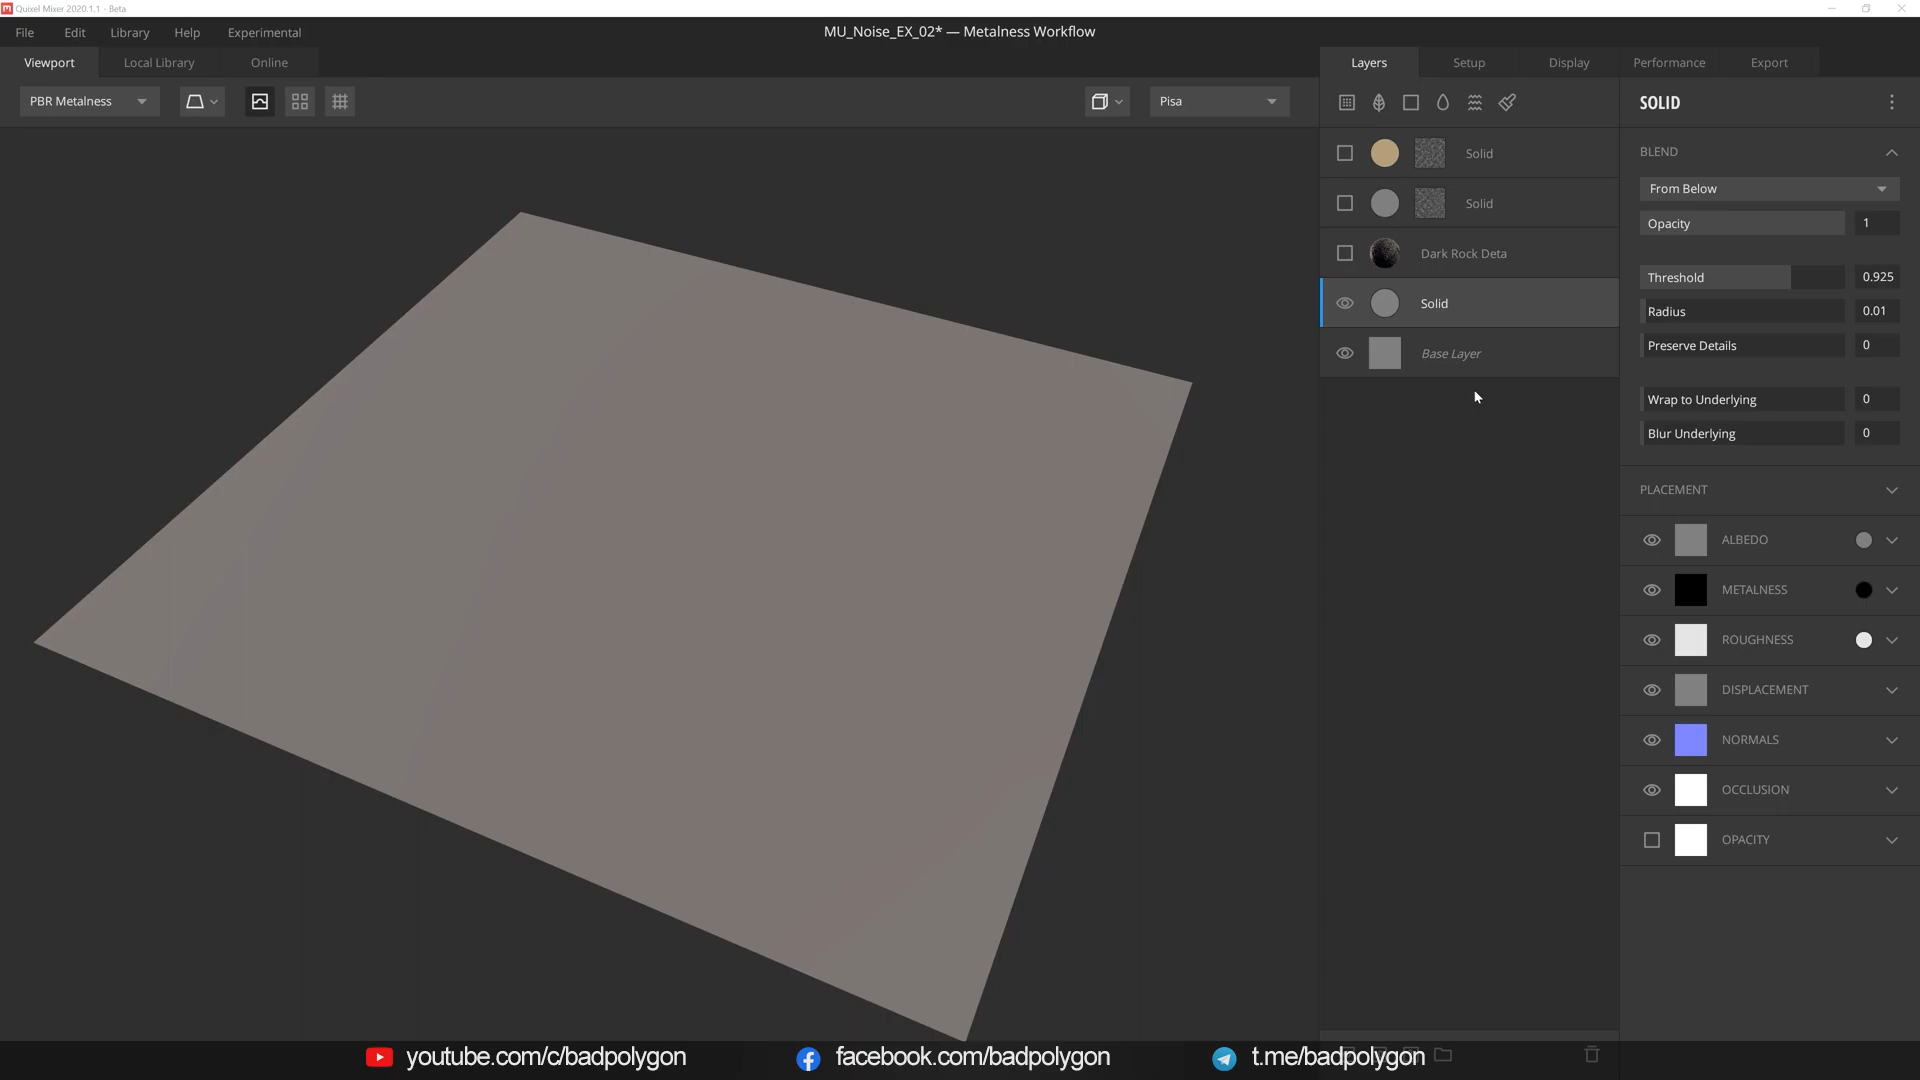 Quixel Mixer 2020.1.1 - Beta
File Edit Library Help Experimental
MU_Noise_EX_02* — Metalness Workflow
Viewport Local Library Online
Layers Setup Display Performance Export
PBR Metalness
Pisa
SOLID
BLEND
From Below
Opacity 1
Threshold 0.925
Radius 0.01
Preserve Details 0
Wrap to Underlying 0
Blur Underlying 0
PLACEMENT
ALBEDO
METALNESS
ROUGHNESS
DISPLACEMENT
NORMALS
OCCLUSION
OPACITY
Solid
Solid
Dark Rock Deta
Solid
Base Layer
youtube.com/c/badpolygon
facebook.com/badpolygon
t.me/badpolygon